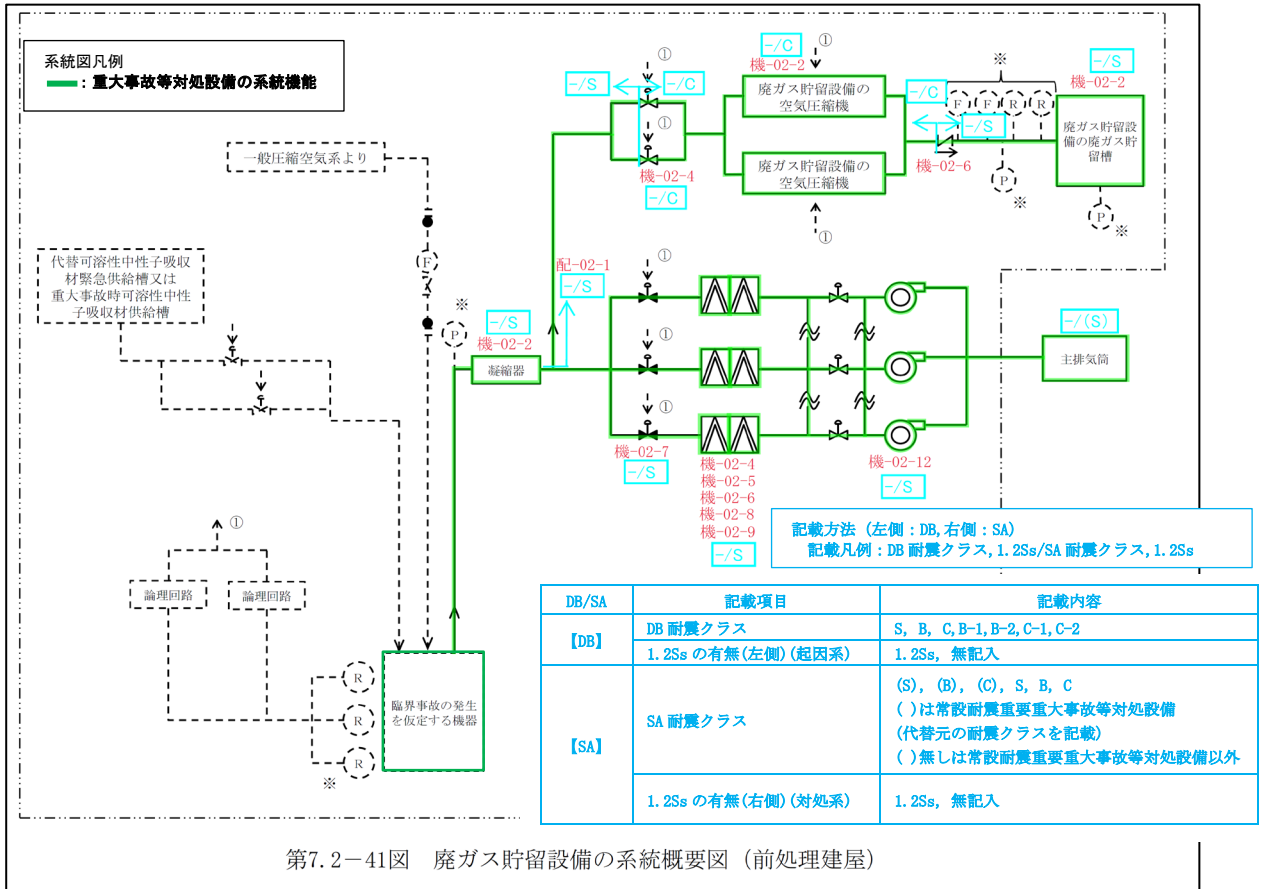 系統図凡例
：重大事故等対処設備の系統機能
一般圧縮空気系より
代替可溶性中性子吸収
材緊急供給槽又は
重大事故時可溶性中性
子吸収材供給槽
①
-/S
-/C
①
機-02-4
-/C
-/C
機-02-2
①
廃ガス貯留設備の
空気圧縮機
廃ガス貯留設備の
空気圧縮機
①
-/C
-/S
機-02-6
※
F
F
R
R
P
※
-/S
機-02-2
廃ガス貯留設
備の廃ガス貯
留槽
P
※
F
※
P
-/S
機-02-2
凝縮器
配-02-1
-/S
①
①
①
機-02-7
-/S
機-02-4
機-02-5
機-02-6
機-02-8
機-02-9
-/S
機-02-12
-/S
-/(S)
主排気筒
①
論理回路
論理回路
R
R
R
※
臨界事故の発生
を仮定する機器
記載方法（左側：DB,右側：SA）
記載凡例：DB 耐震クラス,1.2Ss/SA 耐震クラス,1.2Ss
DB/SA 記載項目 記載内容
【DB】 DB 耐震クラス S, B, C,B-1,B-2,C-1,C-2
1.2Ss の有無(左側)(起因系) 1.2Ss, 無記入
【SA】 SA 耐震クラス (S), (B), (C), S, B, C
( )は常設耐震重要重大事故等対処設備
(代替元の耐震クラスを記載)
( )無しは常設耐震重要重大事故等対処設備以外
1.2Ss の有無(右側)(対処系) 1.2Ss, 無記入
第7.2－41図 廃ガス貯留設備の系統概要図（前処理建屋）